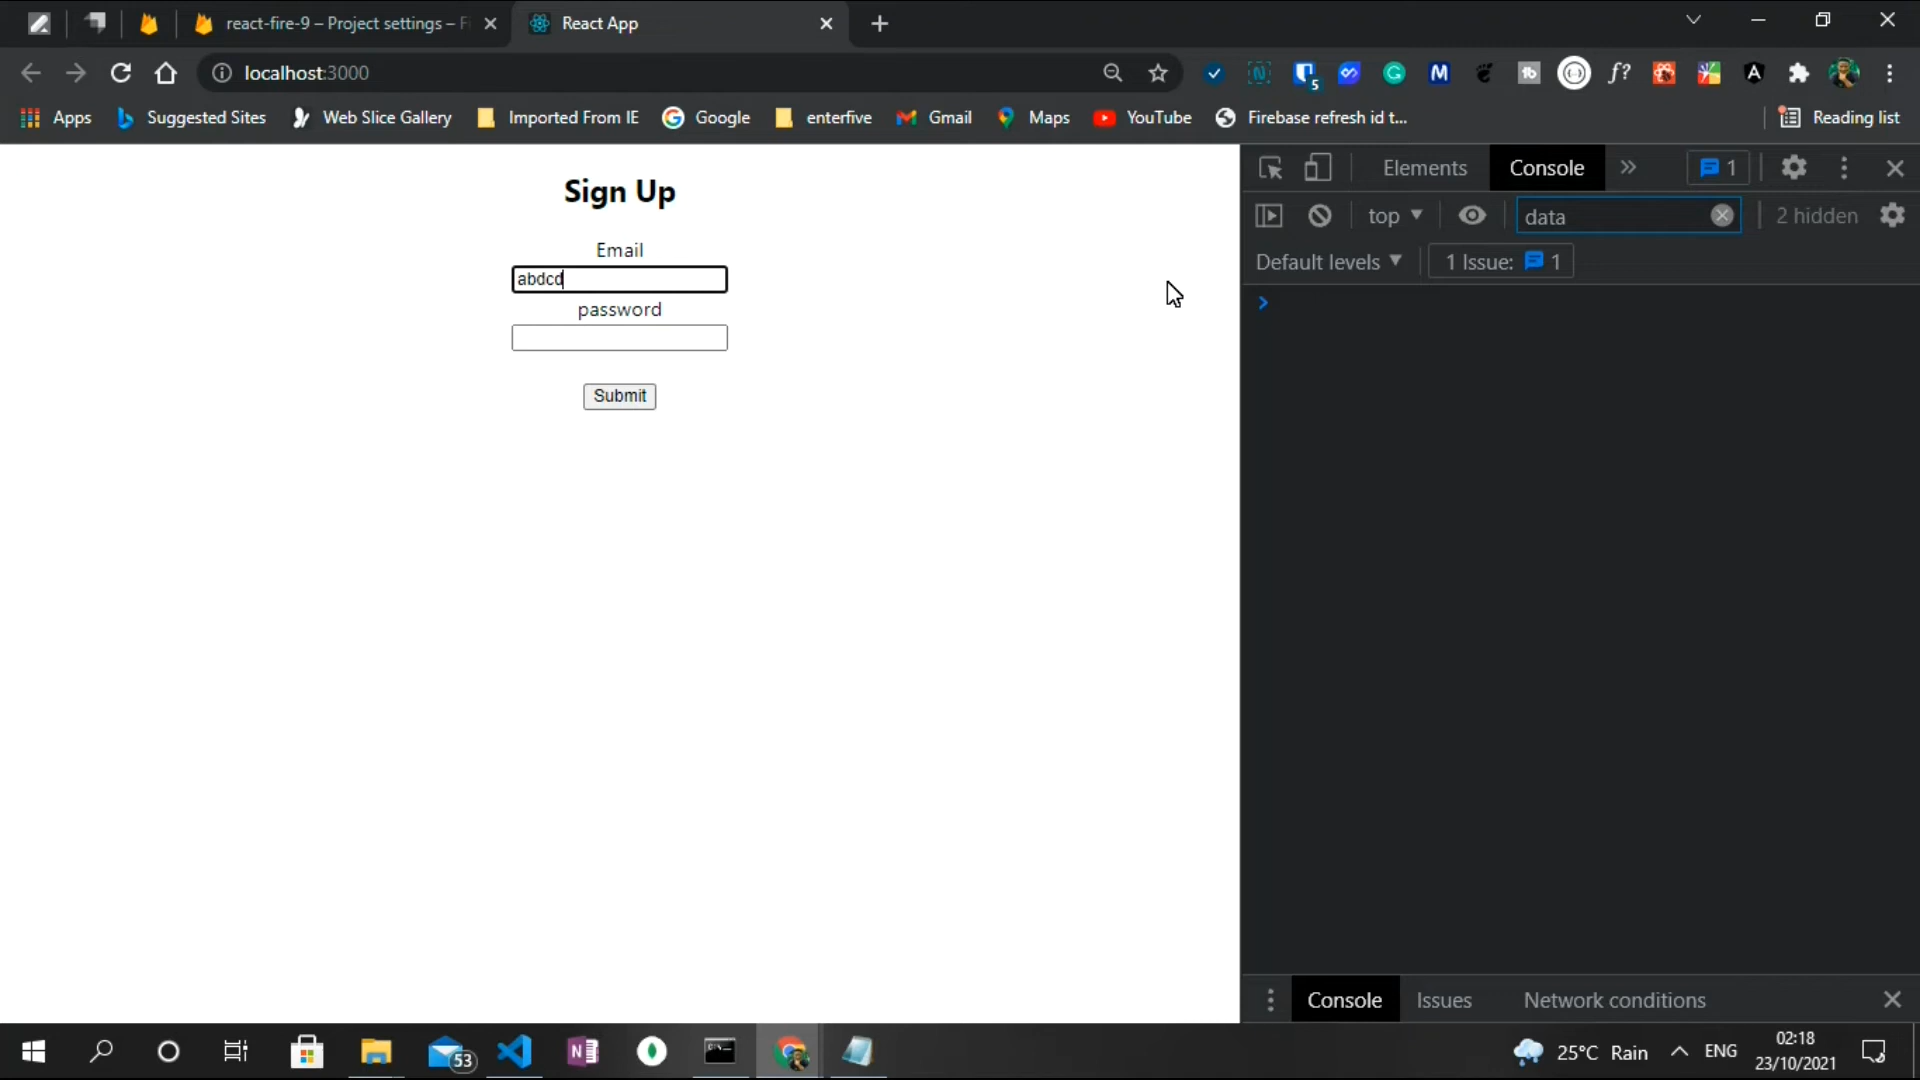 react-fire-9 – Project settings – Fi
React App
localhost:3000
5
Apps
Suggested Sites
Web Slice Gallery
Imported From IE
Google
enterfive
Gmail
Maps
YouTube
Firebase refresh id t...
Reading list
Sign Up
Email
abdcd
password
Submit
Elements
Console
1
top
data
2 hidden
Default levels
1 Issue:
1
Console
Issues
Network conditions
53
25°C Rain
ENG
02:18
23/10/2021